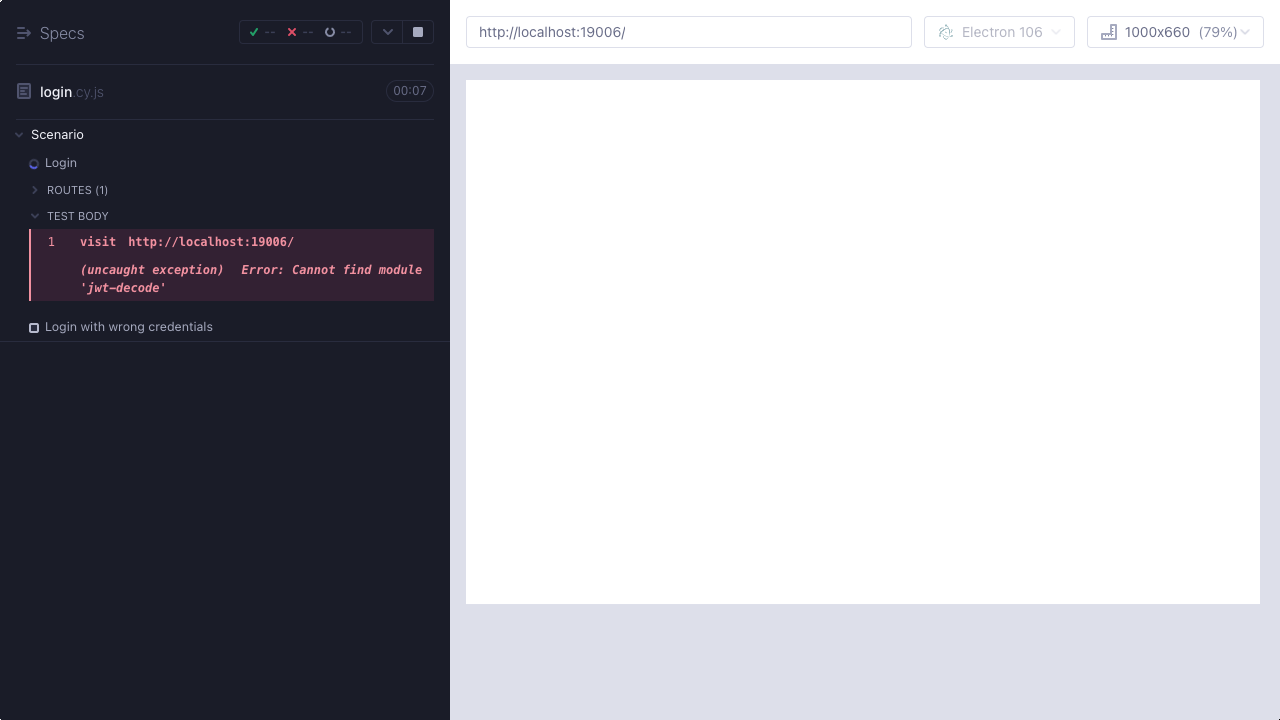 Specs
--
--
--
http://localhost:19006/
Electron 106
1000x660 (79%)
login.cy.js
00:07
Scenario
Login
ROUTES (1)
TEST BODY
1 visit http://localhost:19006/
(uncaught exception) Error: Cannot find module
'jwt-decode'
Login with wrong credentials